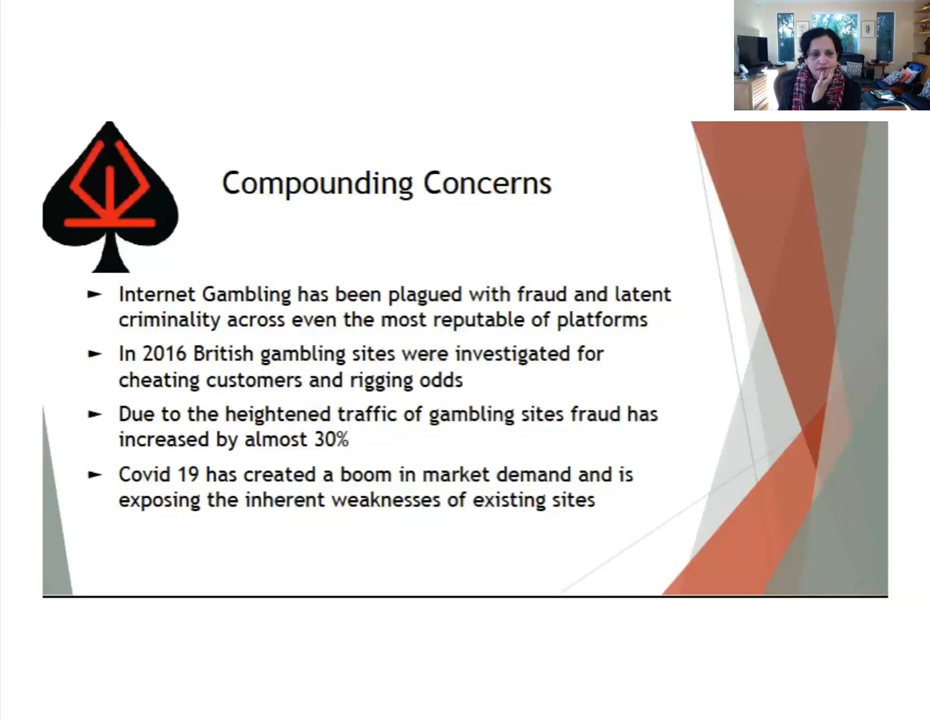 Compounding Concerns
► Internet Gambling has been plagued with fraud and latent
criminality across even the most reputable of platforms
► In 2016 British gambling sites were investigated for
cheating customers and rigging odds
► Due to the heightened traffic of gambling sites fraud has
increased by almost 30%
► Covid 19 has created a boom in market demand and is
exposing the inherent weaknesses of existing sites